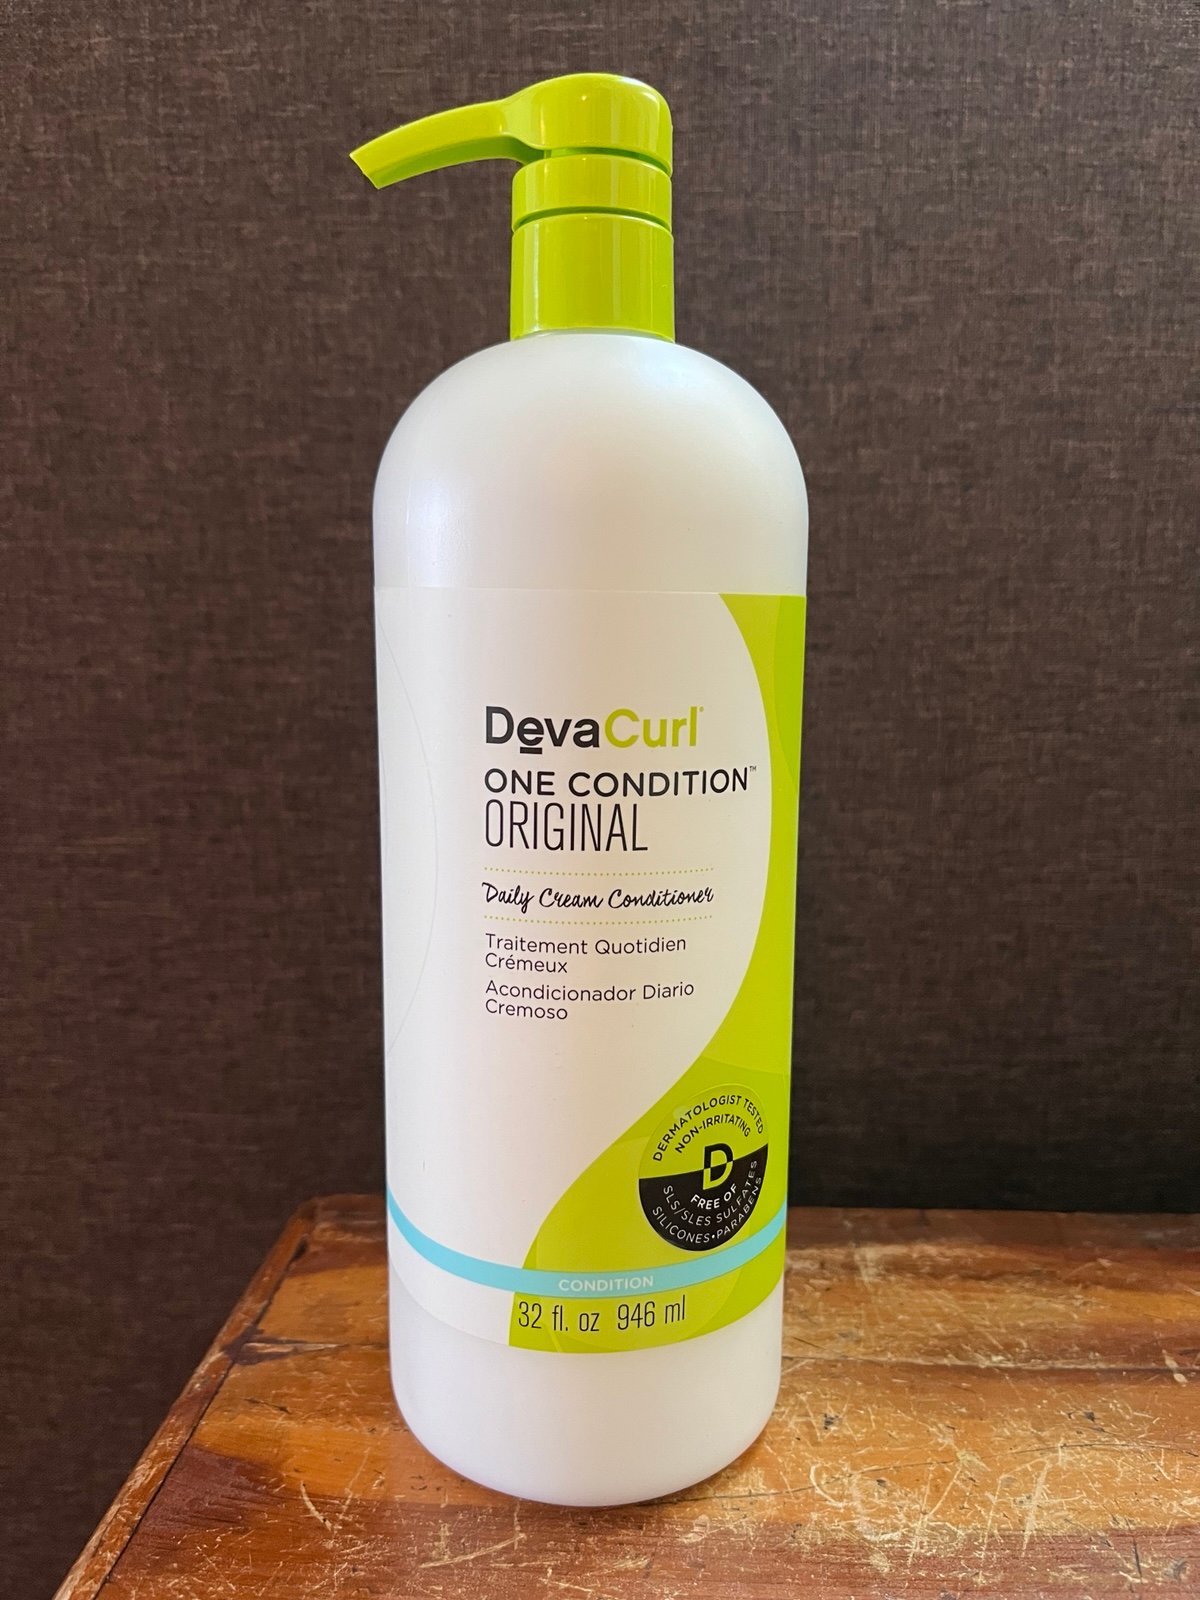 DevaCurl®
ONE CONDITION™
ORIGINAL
Daily Cream Conditioner
Traitement Quotidien
Crémeux
Acondicionador Diario
Cremoso
DERMATOLOGIST TESTED
NON-IRRITATING
D
FREE OF
SLS/SLES SULFATES
SILICONES•PARABENS
CONDITION
32 fl. oz 946 ml